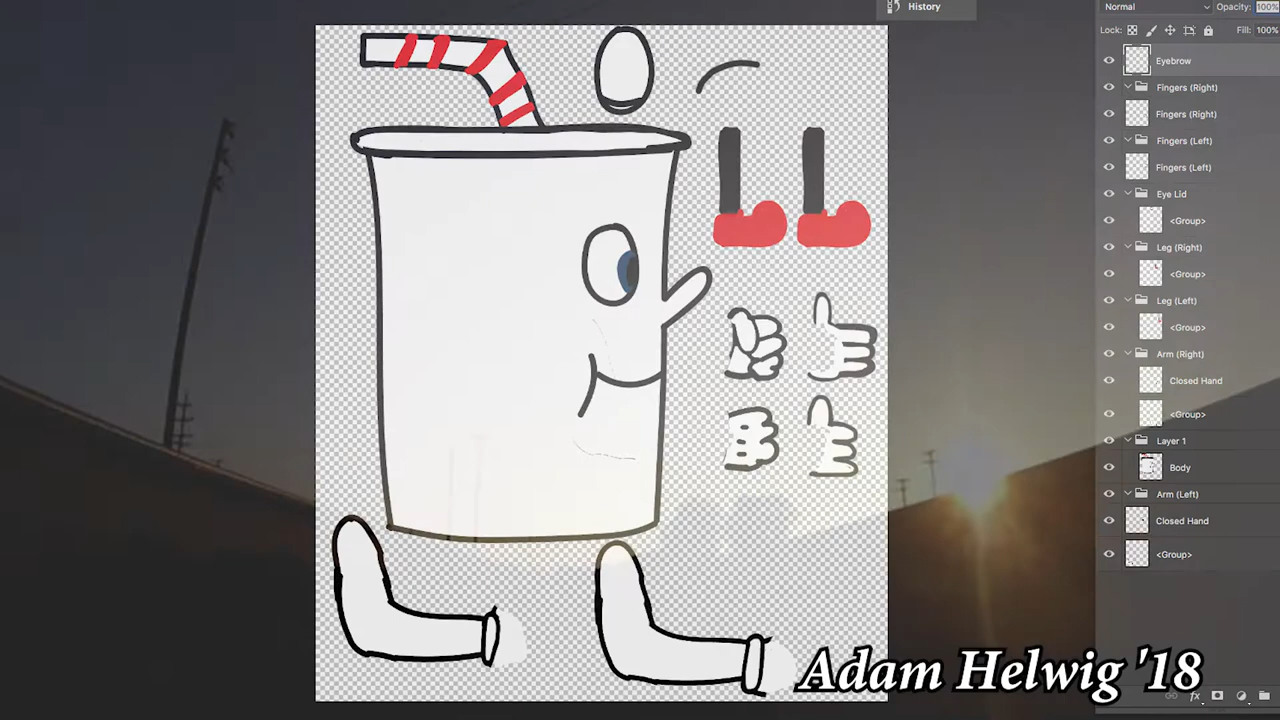 History
Normal Opacity: 100%
Lock: Fill: 100%
Eyebrow
Fingers (Right)
Fingers (Right)
Fingers (Left)
Fingers (Left)
Eye Lid
<Group>
Leg (Right)
<Group>
Leg (Left)
<Group>
Arm (Right)
Closed Hand
<Group>
Layer 1
Body
Arm (Left)
Closed Hand
<Group>
fx
Adam Helwig '18